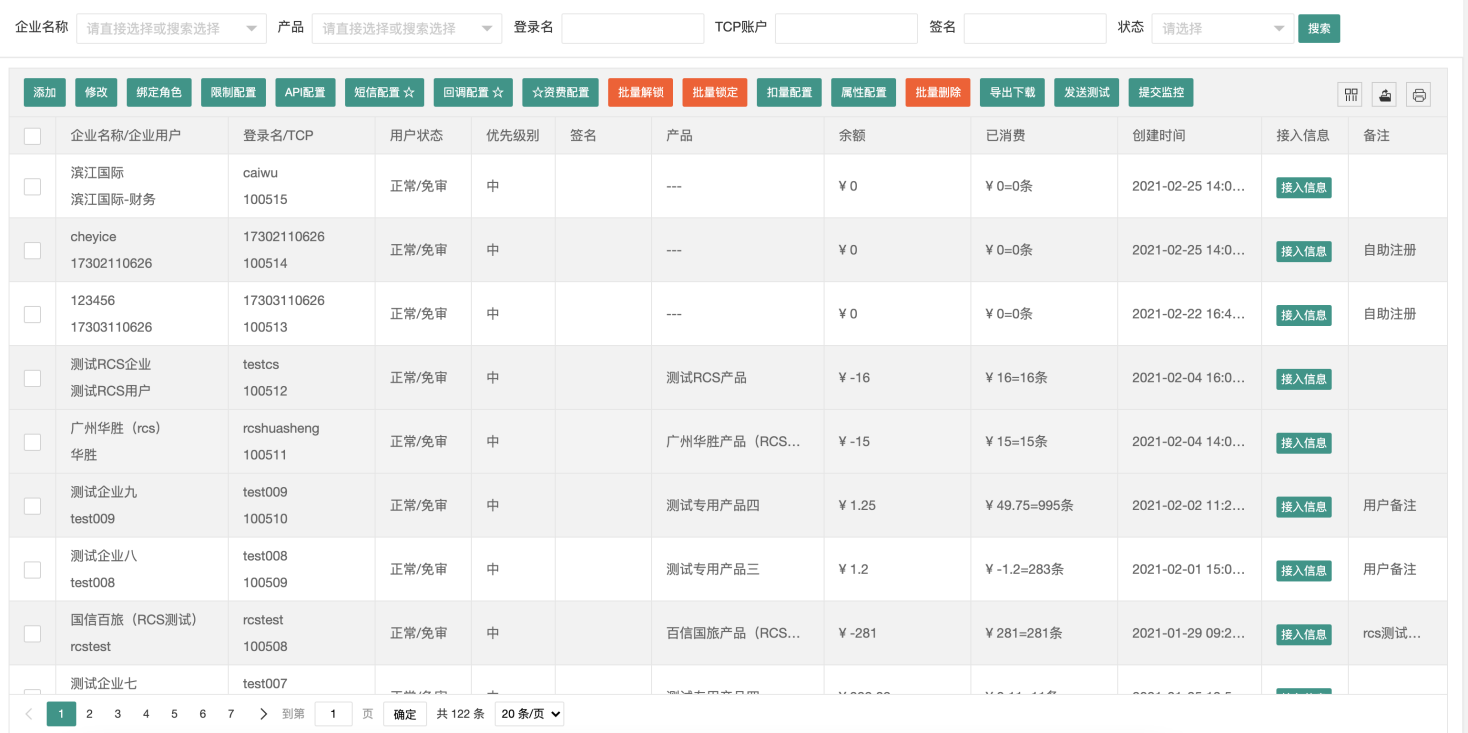 企业名称 请直接选择或搜索选择 产品 请直接选择或搜索选择 登录名 TCP账户 签名 状态 请选择 搜索
添加 修改 绑定角色 限制配置 API配置 短信配置 ☆ 回调配置 ☆ ☆资费配置 批量解锁 批量锁定 扣量配置 属性配置 批量删除 导出下载 发送测试 提交监控
企业名称/企业用户 登录名/TCP 用户状态 优先级别 签名 产品 余额 已消费 创建时间 接入信息 备注
滨江国际 caiwu
正常/免审 中 --- ¥ 0 ¥ 0=0条 2021-02-25 14:0... 接入信息
滨江国际-财务 100515
cheyice 17302110626
正常/免审 中 --- ¥ 0 ¥ 0=0条 2021-02-25 14:0... 接入信息 自助注册
17302110626 100514
123456 17303110626
正常/免审 中 --- ¥ 0 ¥ 0=0条 2021-02-22 16:4... 接入信息 自助注册
17303110626 100513
测试RCS企业 testcs
正常/免审 中 测试RCS产品 ¥ -16 ¥ 16=16条 2021-02-04 16:0... 接入信息
测试RCS用户 100512
广州华胜（rcs） rcshuasheng
正常/免审 中 广州华胜产品（RCS... ¥ -15 ¥ 15=15条 2021-02-04 14:0... 接入信息
华胜 100511
测试企业九 test009
正常/免审 中 测试专用产品四 ¥ 1.25 ¥ 49.75=995条 2021-02-02 11:2... 接入信息 用户备注
test009 100510
测试企业八 test008
正常/免审 中 测试专用产品三 ¥ 1.2 ¥ -1.2=283条 2021-02-01 15:0... 接入信息 用户备注
test008 100509
国信百旅（RCS测试） rcstest
正常/免审 中 百信国旅产品（RCS... ¥ -281 ¥ 281=281条 2021-01-29 09:2... 接入信息 rcs测试...
rcstest 100508
测试企业七 test007
1 2 3 4 5 6 7 到第 1 页 确定 共 122 条 20 条/页